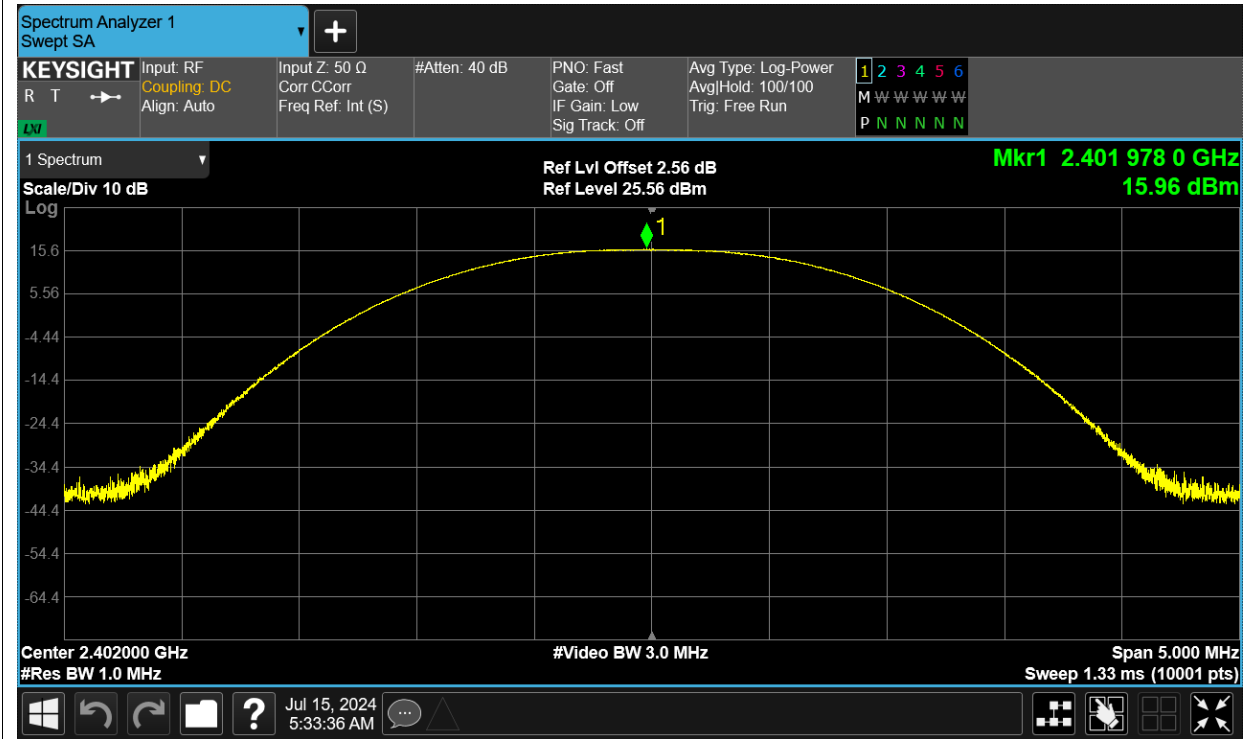 Spectrum Analyzer 1
Swept SA
KEYSIGHT
R T
LXI
Input: RF
Coupling: DC
Align: Auto
Input Z: 50 Ω
Corr CCorr
Freq Ref: Int (S)
#Atten: 40 dB
PNO: Fast
Gate: Off
IF Gain: Low
Sig Track: Off
Avg Type: Log-Power
Avg|Hold: 100/100
Trig: Free Run
1 2 3 4 5 6
M W W W W W
P N N N N N
1 Spectrum
Scale/Div 10 dB
Log
Ref Lvl Offset 2.56 dB
Ref Level 25.56 dBm
Mkr1 2.401 978 0 GHz
15.96 dBm
1
15.6
5.56
-4.44
-14.4
-24.4
-34.4
-44.4
-54.4
-64.4
Center 2.402000 GHz
#Res BW 1.0 MHz
#Video BW 3.0 MHz
Span 5.000 MHz
Sweep 1.33 ms (10001 pts)
?
Jul 15, 2024
5:33:36 AM